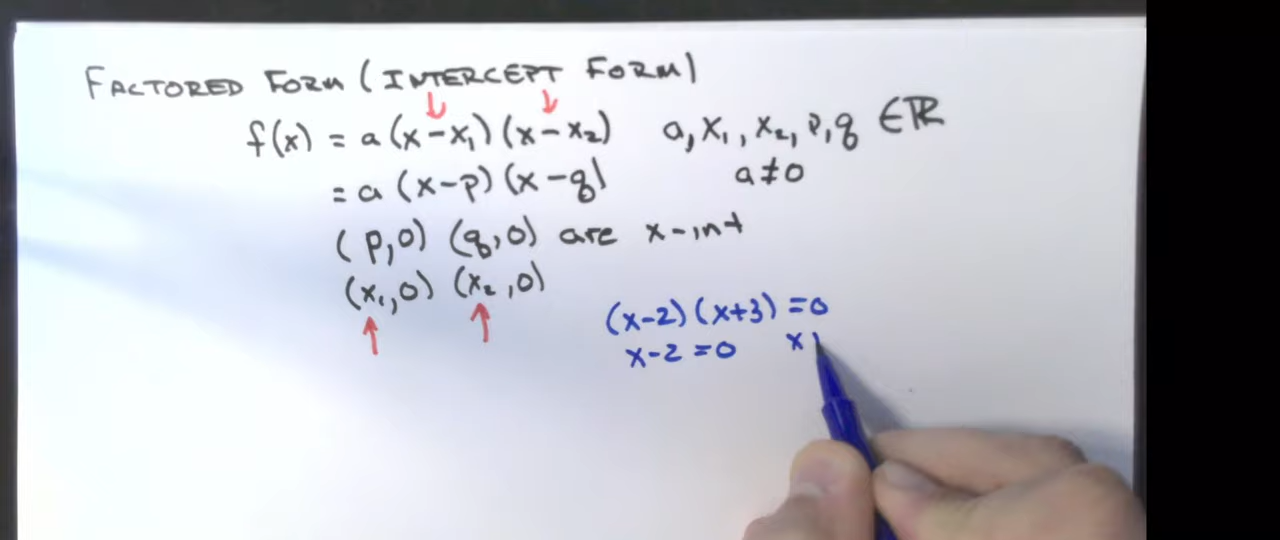 FACTORED FORM (INTERCEPT FORM)
f(x) = a(x-x₁)(x-x₂) a, x₁, x₂, p, q ∈ ℝ
= a(x-p)(x-q) a≠0
(p,0) (q,0) are x-int
(x₁,0) (x₂,0)
(x-2)(x+3) = 0
x-2 = 0 x